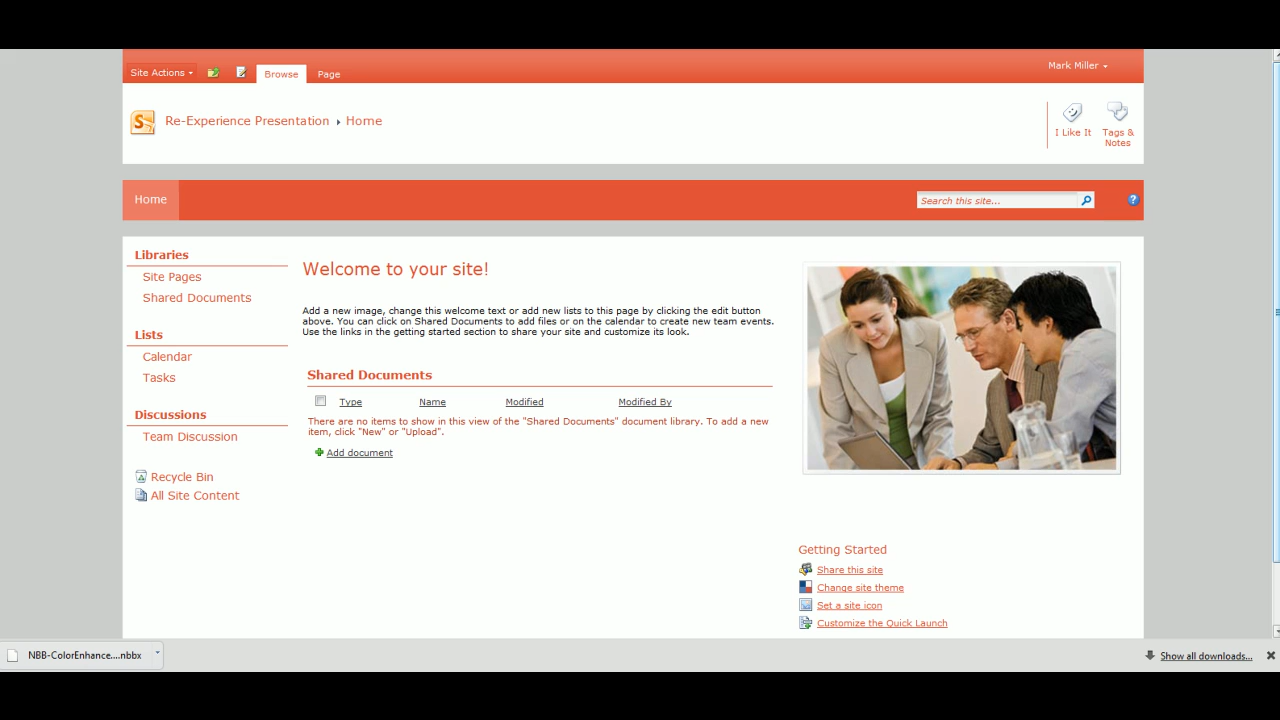 Site Actions
Browse
Page
Mark Miller
S
Re-Experience Presentation
Home
I Like It
Tags &
Notes
Home
Search this site...
?
Libraries
Site Pages
Shared Documents
Lists
Calendar
Tasks
Discussions
Team Discussion
Recycle Bin
All Site Content
Welcome to your site!
Add a new image, change this welcome text or add new lists to this page by clicking the edit button
above. You can click on Shared Documents to add files or on the calendar to create new team events.
Use the links in the getting started section to share your site and customize its look.
Shared Documents
Type Name Modified Modified By
There are no items to show in this view of the "Shared Documents" document library. To add a new
item, click "New" or "Upload".
Add document
Getting Started
Share this site
Change site theme
Set a site icon
Customize the Quick Launch
NBB-ColorEnhance....nbbx
Show all downloads...